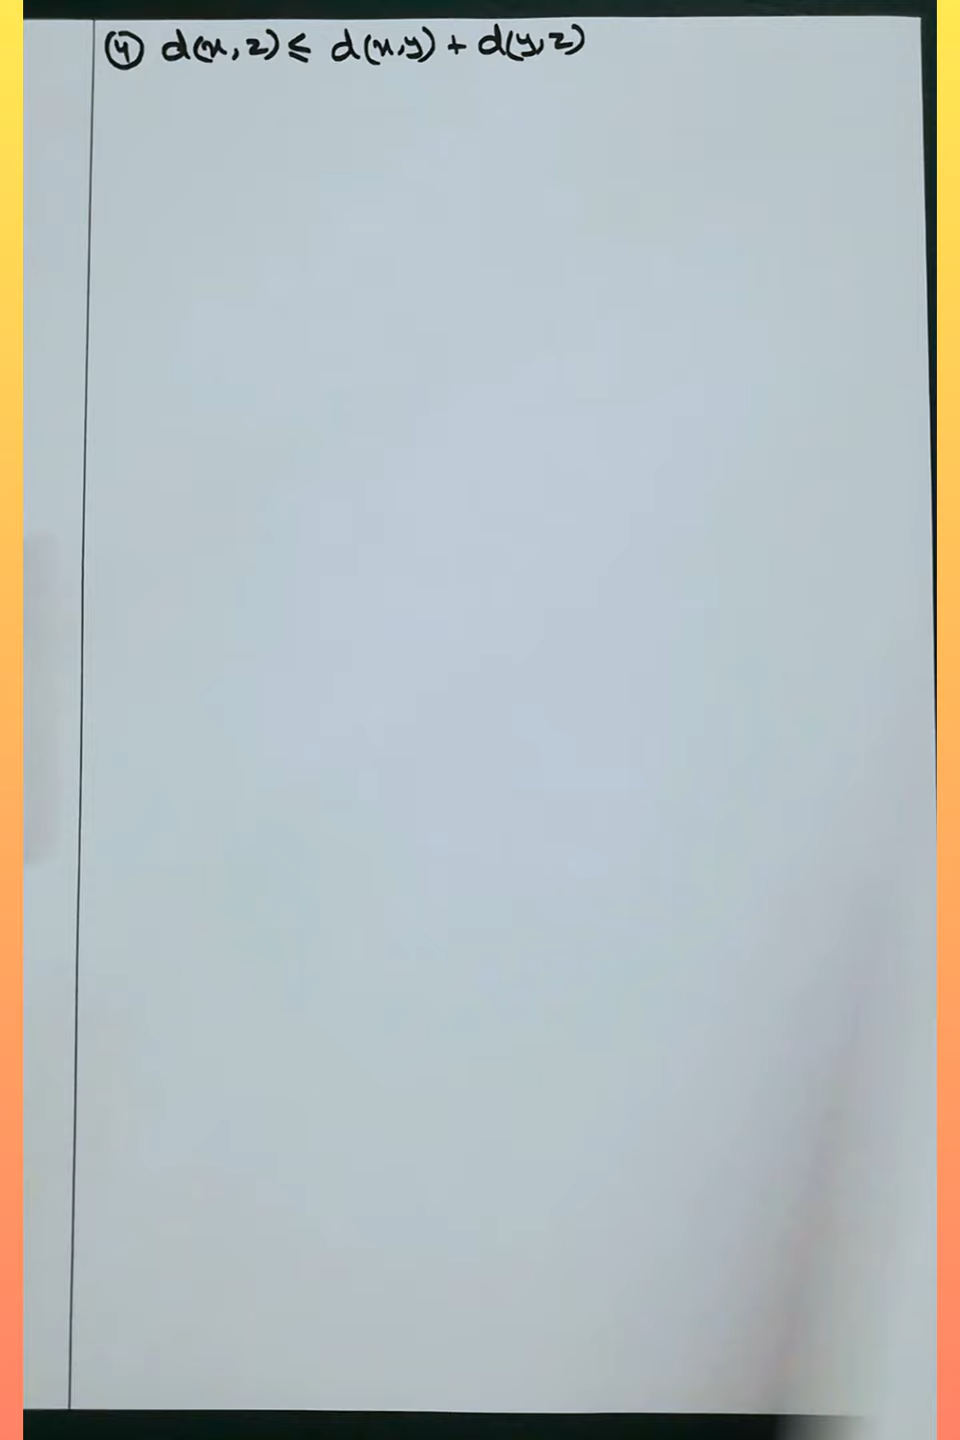 ④ d(x,z) ≤ d(x,y) + d(y,z)